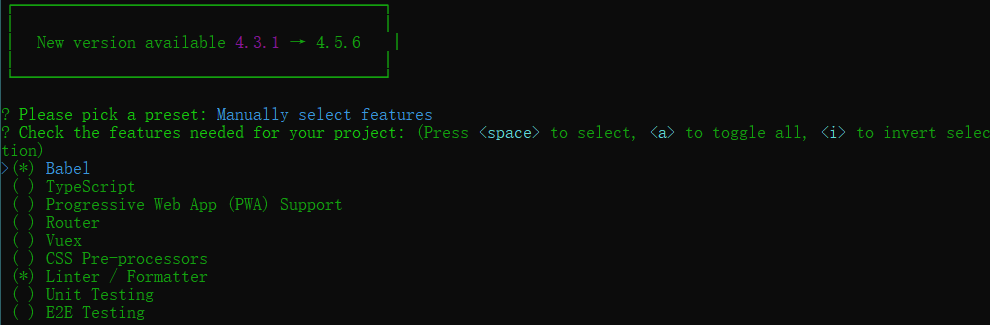 New version available 4.3.1 → 4.5.6
? Please pick a preset: Manually select features
? Check the features needed for your project: (Press <space> to select, <a> to toggle all, <i> to invert selec
tion)
>(*) Babel
( ) TypeScript
( ) Progressive Web App (PWA) Support
( ) Router
( ) Vuex
( ) CSS Pre-processors
(*) Linter / Formatter
( ) Unit Testing
( ) E2E Testing